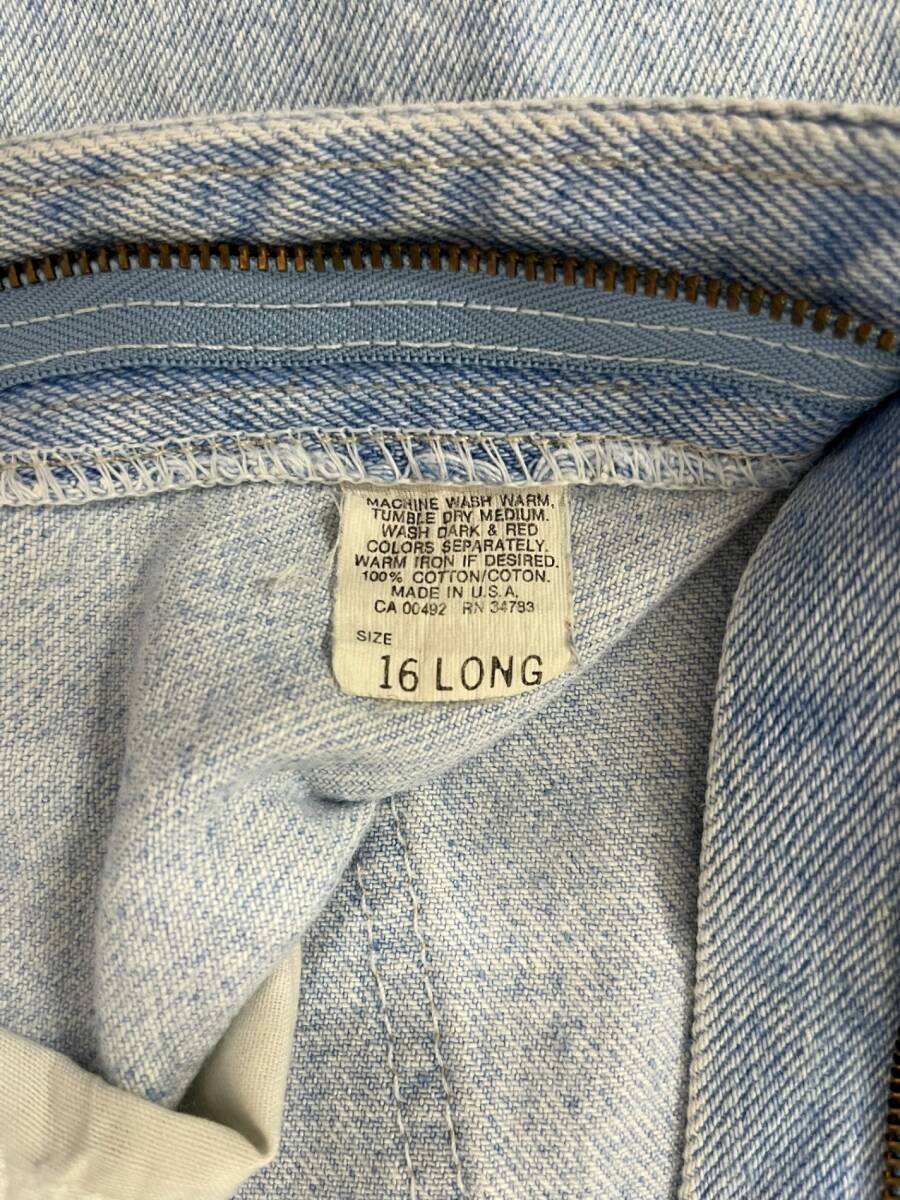 MACHINE WASH WARM,
TUMBLE DRY MEDIUM.
WASH DARK & RED
COLORS SEPARATELY.
WARM IRON IF DESIRED.
100% COTTON/COTON.
MADE IN U.S.A.
CA 00492 RN 34783
SIZE
16 LONG